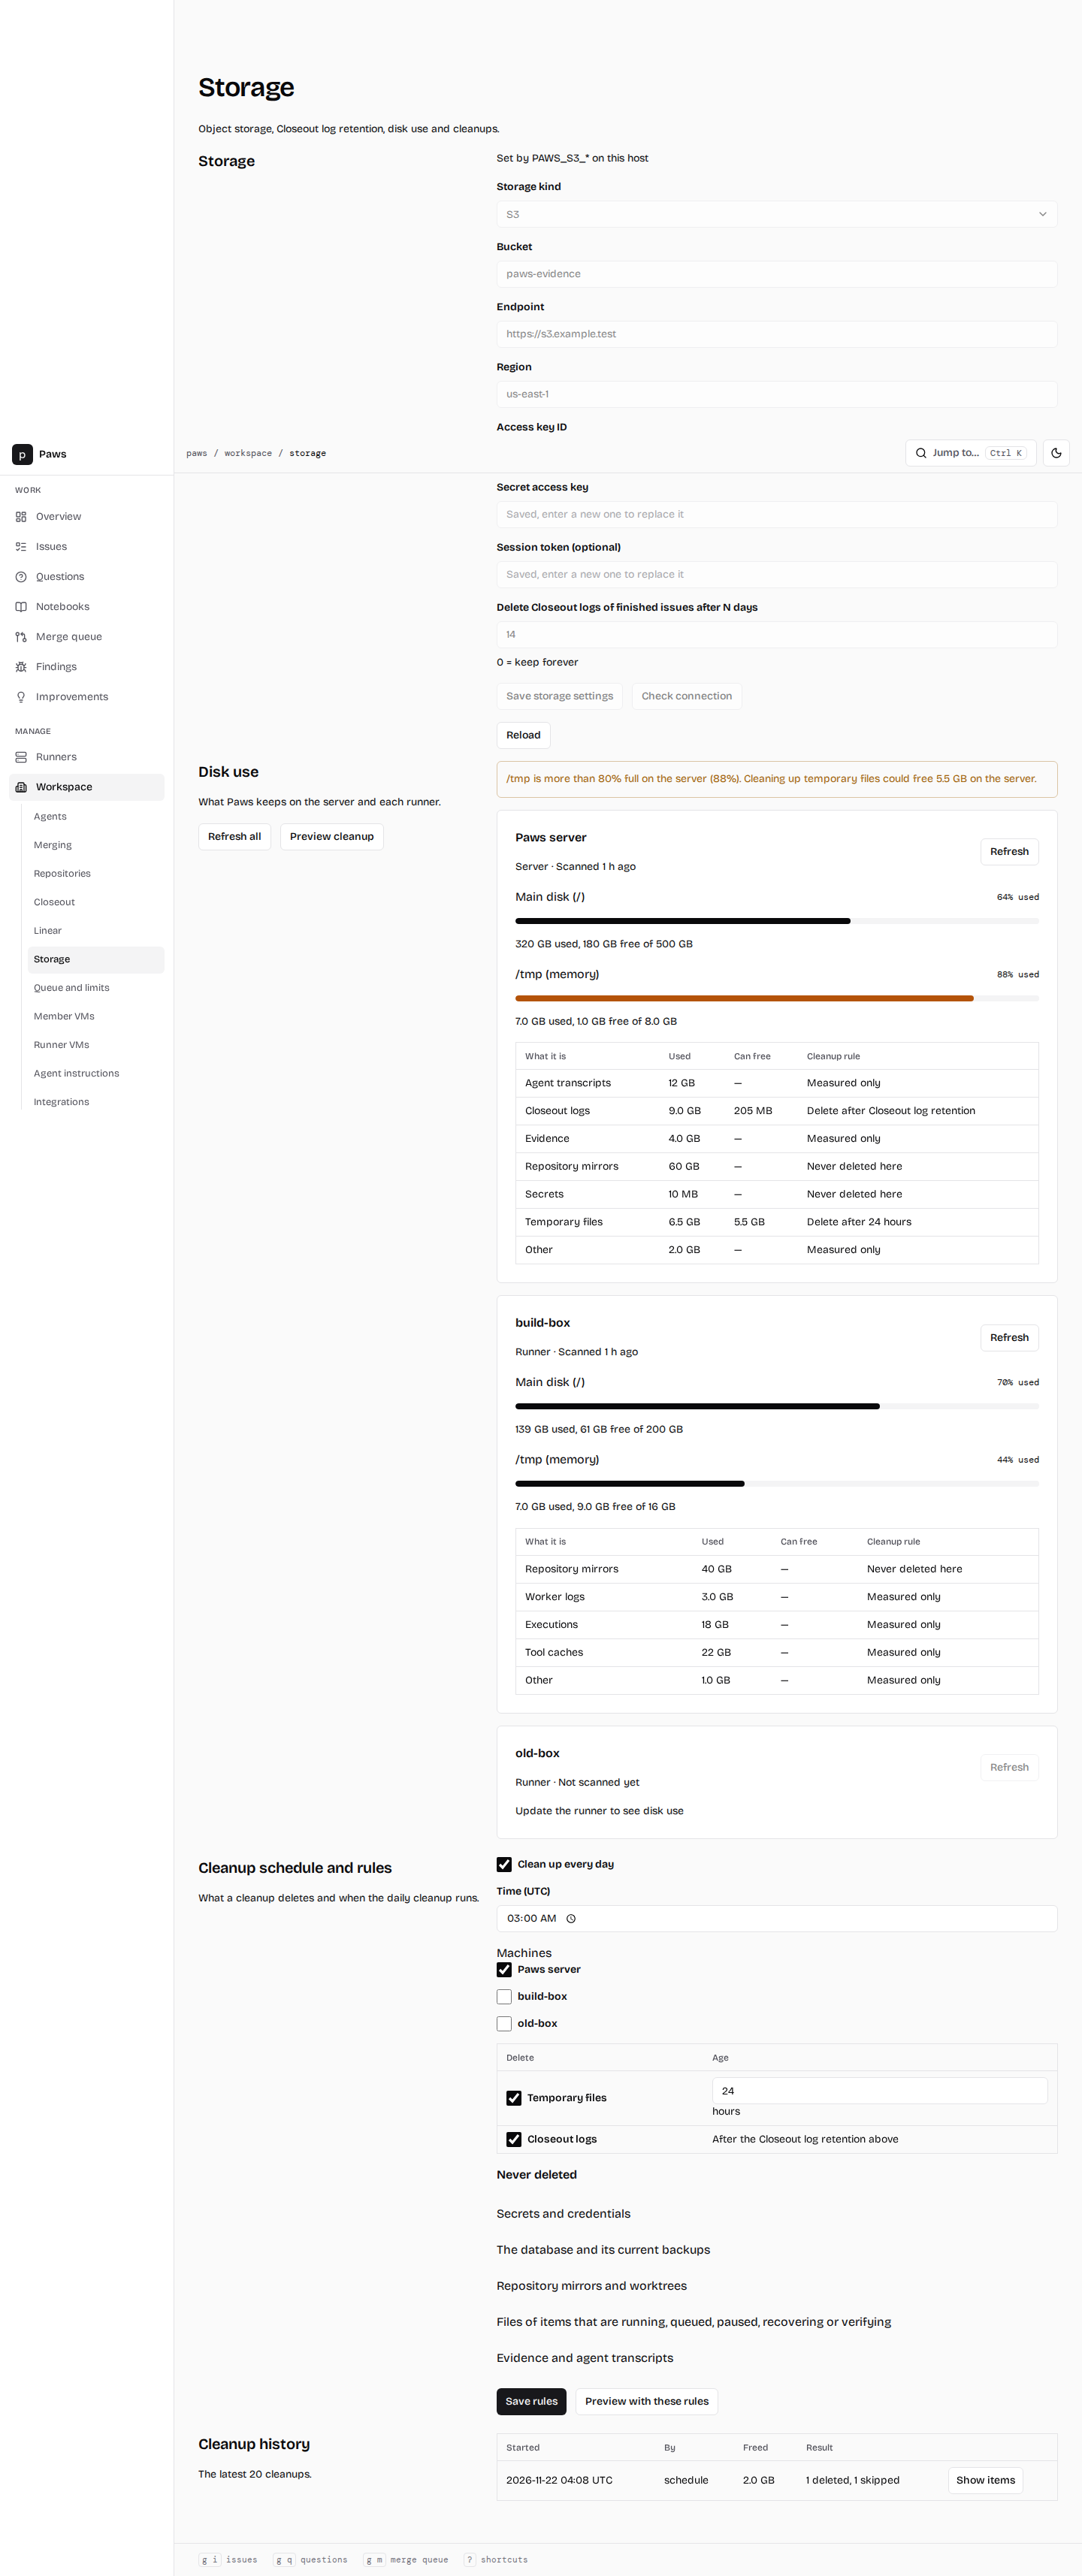 Storage
Object storage, Closeout log retention, disk use and cleanups.
Storage
Set by PAWS_S3_* on this host
Storage kind
S3
Bucket
paws-evidence
Endpoint
https://s3.example.test
Region
us-east-1
Access key ID
p Paws
paws / workspace / storage
Jump to... Ctrl K
WORK
Overview
Issues
Questions
Notebooks
Merge queue
Findings
Improvements
MANAGE
Runners
Workspace
Agents
Merging
Repositories
Closeout
Linear
Storage
Queue and limits
Member VMs
Runner VMs
Agent instructions
Integrations
Secret access key
Saved, enter a new one to replace it
Session token (optional)
Saved, enter a new one to replace it
Delete Closeout logs of finished issues after N days
14
0 = keep forever
Save storage settings Check connection
Reload
Disk use
What Paws keeps on the server and each runner.
Refresh all Preview cleanup
/tmp is more than 80% full on the server (88%). Cleaning up temporary files could free 5.5 GB on the server.
Paws server
Server · Scanned 1 h ago
Refresh
Main disk (/) 64% used
320 GB used, 180 GB free of 500 GB
/tmp (memory) 88% used
7.0 GB used, 1.0 GB free of 8.0 GB
What it is Used Can free Cleanup rule
Agent transcripts 12 GB — Measured only
Closeout logs 9.0 GB 205 MB Delete after Closeout log retention
Evidence 4.0 GB — Measured only
Repository mirrors 60 GB — Never deleted here
Secrets 10 MB — Never deleted here
Temporary files 6.5 GB 5.5 GB Delete after 24 hours
Other 2.0 GB — Measured only
build-box
Runner · Scanned 1 h ago
Refresh
Main disk (/) 70% used
139 GB used, 61 GB free of 200 GB
/tmp (memory) 44% used
7.0 GB used, 9.0 GB free of 16 GB
What it is Used Can free Cleanup rule
Repository mirrors 40 GB — Never deleted here
Worker logs 3.0 GB — Measured only
Executions 18 GB — Measured only
Tool caches 22 GB — Measured only
Other 1.0 GB — Measured only
old-box
Runner · Not scanned yet
Refresh
Update the runner to see disk use
Cleanup schedule and rules
What a cleanup deletes and when the daily cleanup runs.
Clean up every day
Time (UTC)
03:00 AM
Machines
Paws server
build-box
old-box
Delete Age
Temporary files 24
hours
Closeout logs After the Closeout log retention above
Never deleted
Secrets and credentials
The database and its current backups
Repository mirrors and worktrees
Files of items that are running, queued, paused, recovering or verifying
Evidence and agent transcripts
Save rules Preview with these rules
Cleanup history
The latest 20 cleanups.
Started By Freed Result
2026-11-22 04:08 UTC schedule 2.0 GB 1 deleted, 1 skipped Show items
g i issues g q questions g m merge queue ? shortcuts